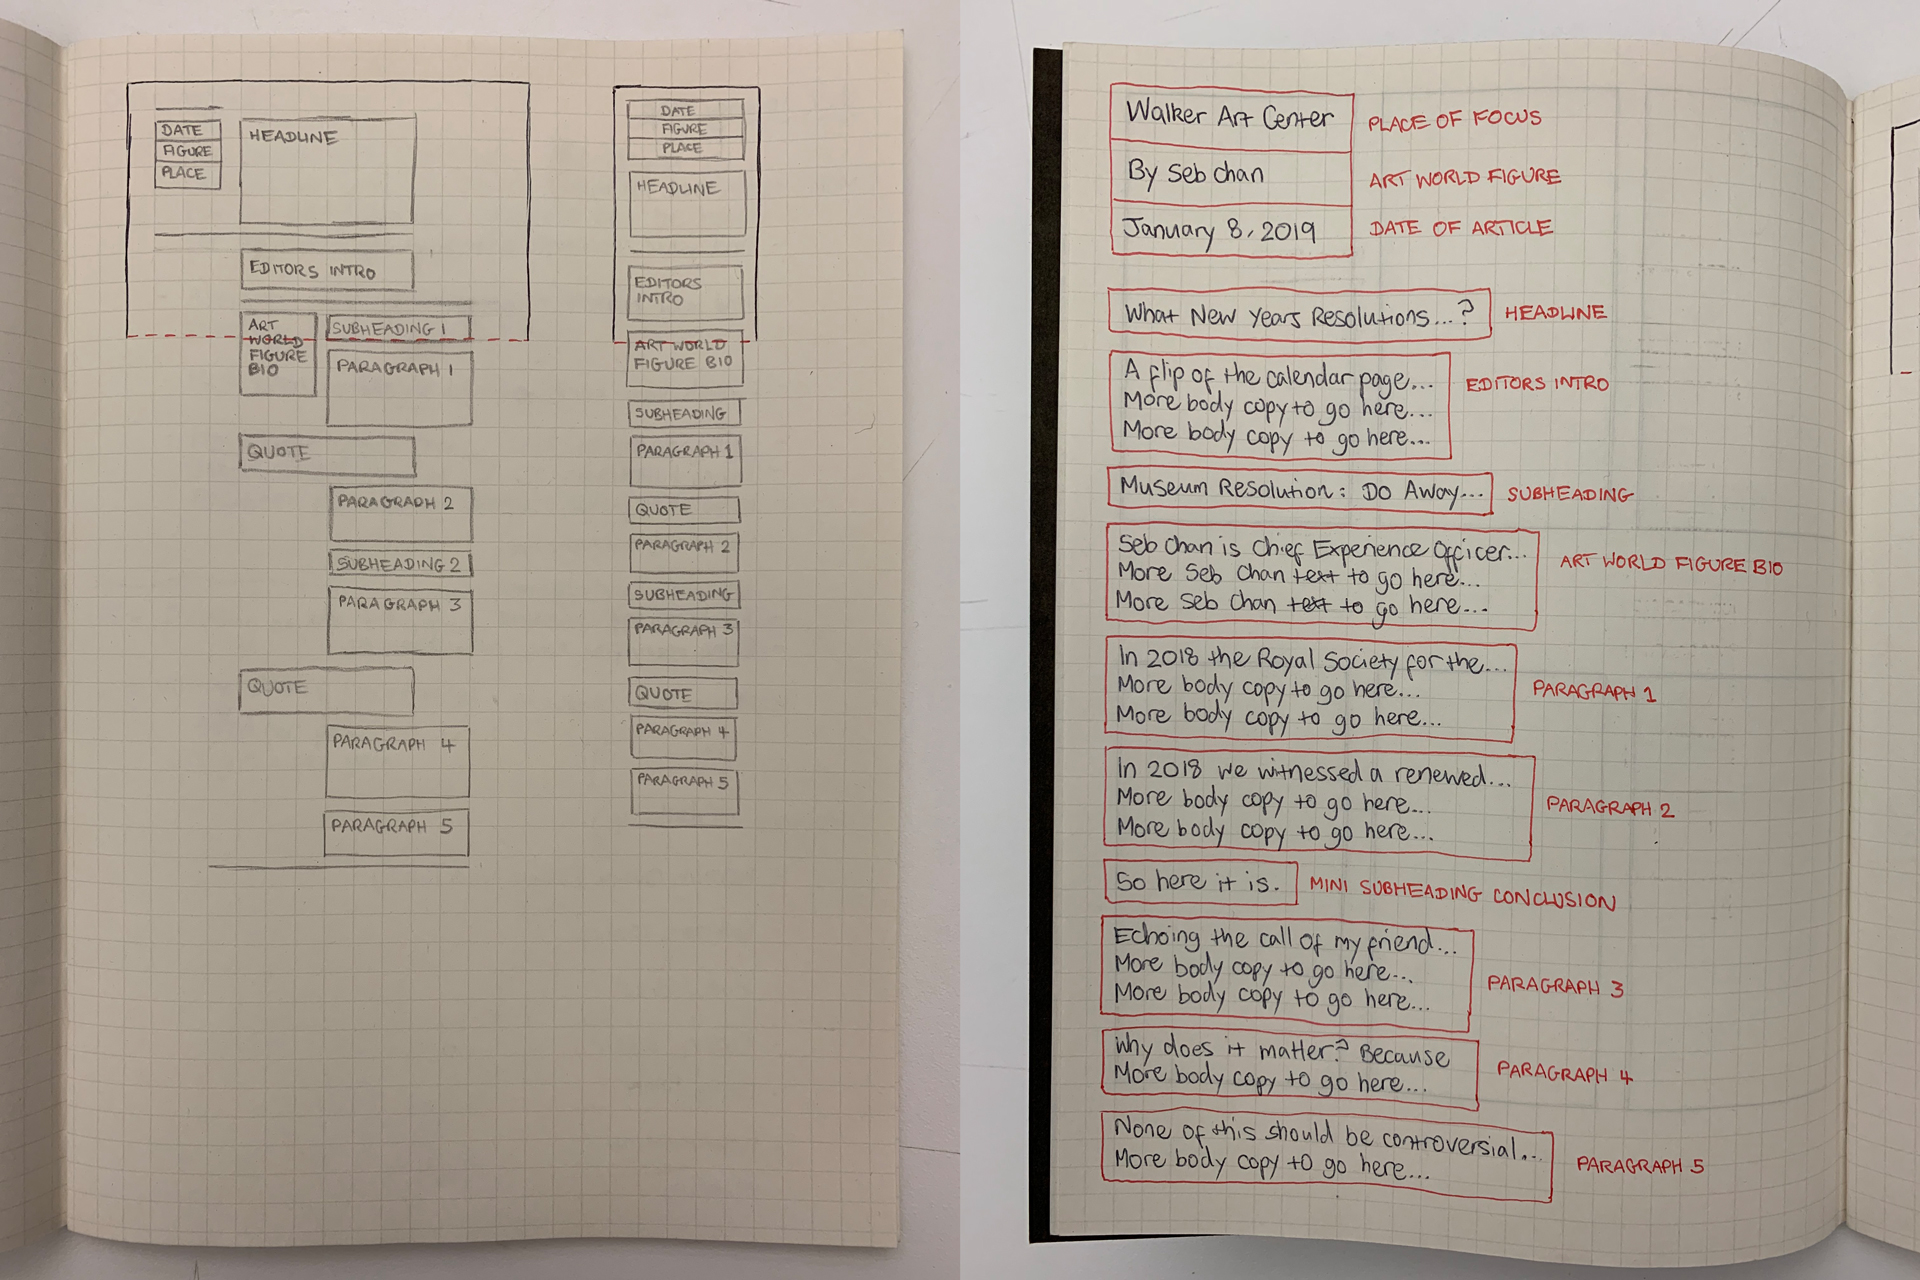 DATE
FIGURE
PLACE
HEADLINE
EDITORS INTRO
ART
WORLD
FIGURE
BIO
SUBHEADING 1
PARAGRAPH 1
QUOTE
PARAGRAPH 2
SUBHEADING 2
PARAGRAPH 3
QUOTE
PARAGRAPH 4
PARAGRAPH 5
DATE
FIGURE
PLACE
HEADLINE
EDITORS
INTRO
ART WORLD
FIGURE BIO
SUBHEADING
PARAGRAPH 1
QUOTE
PARAGRAPH 2
SUBHEADING
PARAGRAPH 3
QUOTE
PARAGRAPH 4
PARAGRAPH 5
Walker Art Center PLACE OF FOCUS
By Seb chan ART WORLD FIGURE
January 8, 2019 DATE OF ARTICLE
What New Years Resolutions...? HEADLINE
A flip of the calendar page... EDITORS INTRO
More body copy to go here...
More body copy to go here...
Museum Resolution: Do Away... SUBHEADING
Seb Chan is Chief Experience Officer... ART WORLD FIGURE BIO
More Seb Chan text to go here...
More Seb Chan text to go here...
In 2018 the Royal Society for the...
More body copy to go here... PARAGRAPH 1
More body copy to go here...
In 2018 we witnessed a renewed...
More body copy to go here... PARAGRAPH 2
More body copy to go here...
So here it is. MINI SUBHEADING CONCLUSION
Echoing the call of my friend...
More body copy to go here... PARAGRAPH 3
More body copy to go here...
Why does it matter? Because
More body copy to go here... PARAGRAPH 4
None of this should be controversial...
More body copy to go here... PARAGRAPH 5